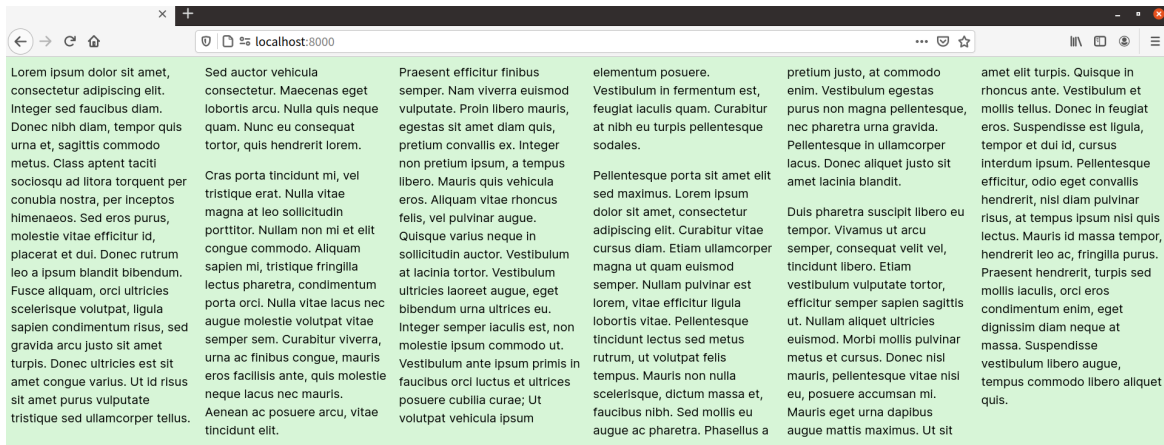 localhost:8000
Lorem ipsum dolor sit amet,
consectetur adipiscing elit.
Integer sed faucibus diam.
Donec nibh diam, tempor quis
urna et, sagittis commodo
metus. Class aptent taciti
sociosqu ad litora torquent per
conubia nostra, per inceptos
himenaeos. Sed eros purus,
molestie vitae efficitur id,
placerat et dui. Donec rutrum
leo a ipsum blandit bibendum.
Fusce aliquam, orci ultricies
scelerisque volutpat, ligula
sapien condimentum risus, sed
gravida arcu justo sit amet
turpis. Donec ultricies est sit
amet congue varius. Ut id risus
sit amet purus vulputate
tristique sed ullamcorper tellus.
Sed auctor vehicula
consectetur. Maecenas eget
lobortis arcu. Nulla quis neque
quam. Nunc eu consequat
tortor, quis hendrerit lorem.
Cras porta tincidunt mi, vel
tristique erat. Nulla vitae
magna at leo sollicitudin
porttitor. Nullam non mi et elit
congue commodo. Aliquam
sapien mi, tristique fringilla
lectus pharetra, condimentum
porta orci. Nulla vitae lacus nec
augue molestie volutpat vitae
semper sem. Curabitur viverra,
urna ac finibus congue, mauris
eros facilisis ante, quis molestie
neque lacus nec mauris.
Aenean ac posuere arcu, vitae
tincidunt elit.
Praesent efficitur finibus
semper. Nam viverra euismod
vulputate. Proin libero mauris,
egestas sit amet diam quis,
pretium convallis ex. Integer
non pretium ipsum, a tempus
libero. Mauris quis vehicula
eros. Aliquam vitae rhoncus
felis, vel pulvinar augue.
Quisque varius neque in
sollicitudin auctor. Vestibulum
at lacinia tortor. Vestibulum
ultricies laoreet augue, eget
bibendum urna ultrices eu.
Integer semper iaculis est, non
molestie ipsum commodo ut.
Vestibulum ante ipsum primis in
faucibus orci luctus et ultrices
posuere cubilia curae; Ut
volutpat vehicula ipsum
elementum posuere.
Vestibulum in fermentum est,
feugiat iaculis quam. Curabitur
at nibh eu turpis pellentesque
sodales.
Pellentesque porta sit amet elit
sed maximus. Lorem ipsum
dolor sit amet, consectetur
adipiscing elit. Curabitur vitae
cursus diam. Etiam ullamcorper
magna ut quam euismod
semper. Nullam pulvinar est
lorem, vitae efficitur ligula
lobortis vitae. Pellentesque
tincidunt lectus sed metus
rutrum, ut volutpat felis
tempus. Mauris non nulla
scelerisque, dictum massa et,
faucibus nibh. Sed mollis eu
augue ac pharetra. Phasellus a
pretium justo, at commodo
enim. Vestibulum egestas
purus non magna pellentesque,
nec pharetra urna gravida.
Pellentesque in ullamcorper
lacus. Donec aliquet justo sit
amet lacinia blandit.
Duis pharetra suscipit libero eu
tempor. Vivamus ut arcu
semper, consequat velit vel,
tincidunt libero. Etiam
vestibulum vulputate tortor,
efficitur semper sapien sagittis
ut. Nullam aliquet ultricies
euismod. Morbi mollis pulvinar
metus et cursus. Donec nisl
mauris, pellentesque vitae nisi
eu, posuere accumsan mi.
Mauris eget urna dapibus
augue mattis maximus. Ut sit
amet elit turpis. Quisque in
rhoncus ante. Vestibulum et
mollis tellus. Donec in feugiat
eros. Suspendisse est ligula,
tempor et dui id, cursus
interdum ipsum. Pellentesque
efficitur, odio eget convallis
hendrerit, nisl diam pulvinar
risus, at tempus ipsum nisi quis
lectus. Mauris id massa tempor,
hendrerit leo ac, fringilla purus.
Praesent hendrerit, turpis sed
mollis iaculis, orci eros
condimentum enim, eget
dignissim diam neque at
massa. Suspendisse
vestibulum libero augue,
tempus commodo libero aliquet
quis.